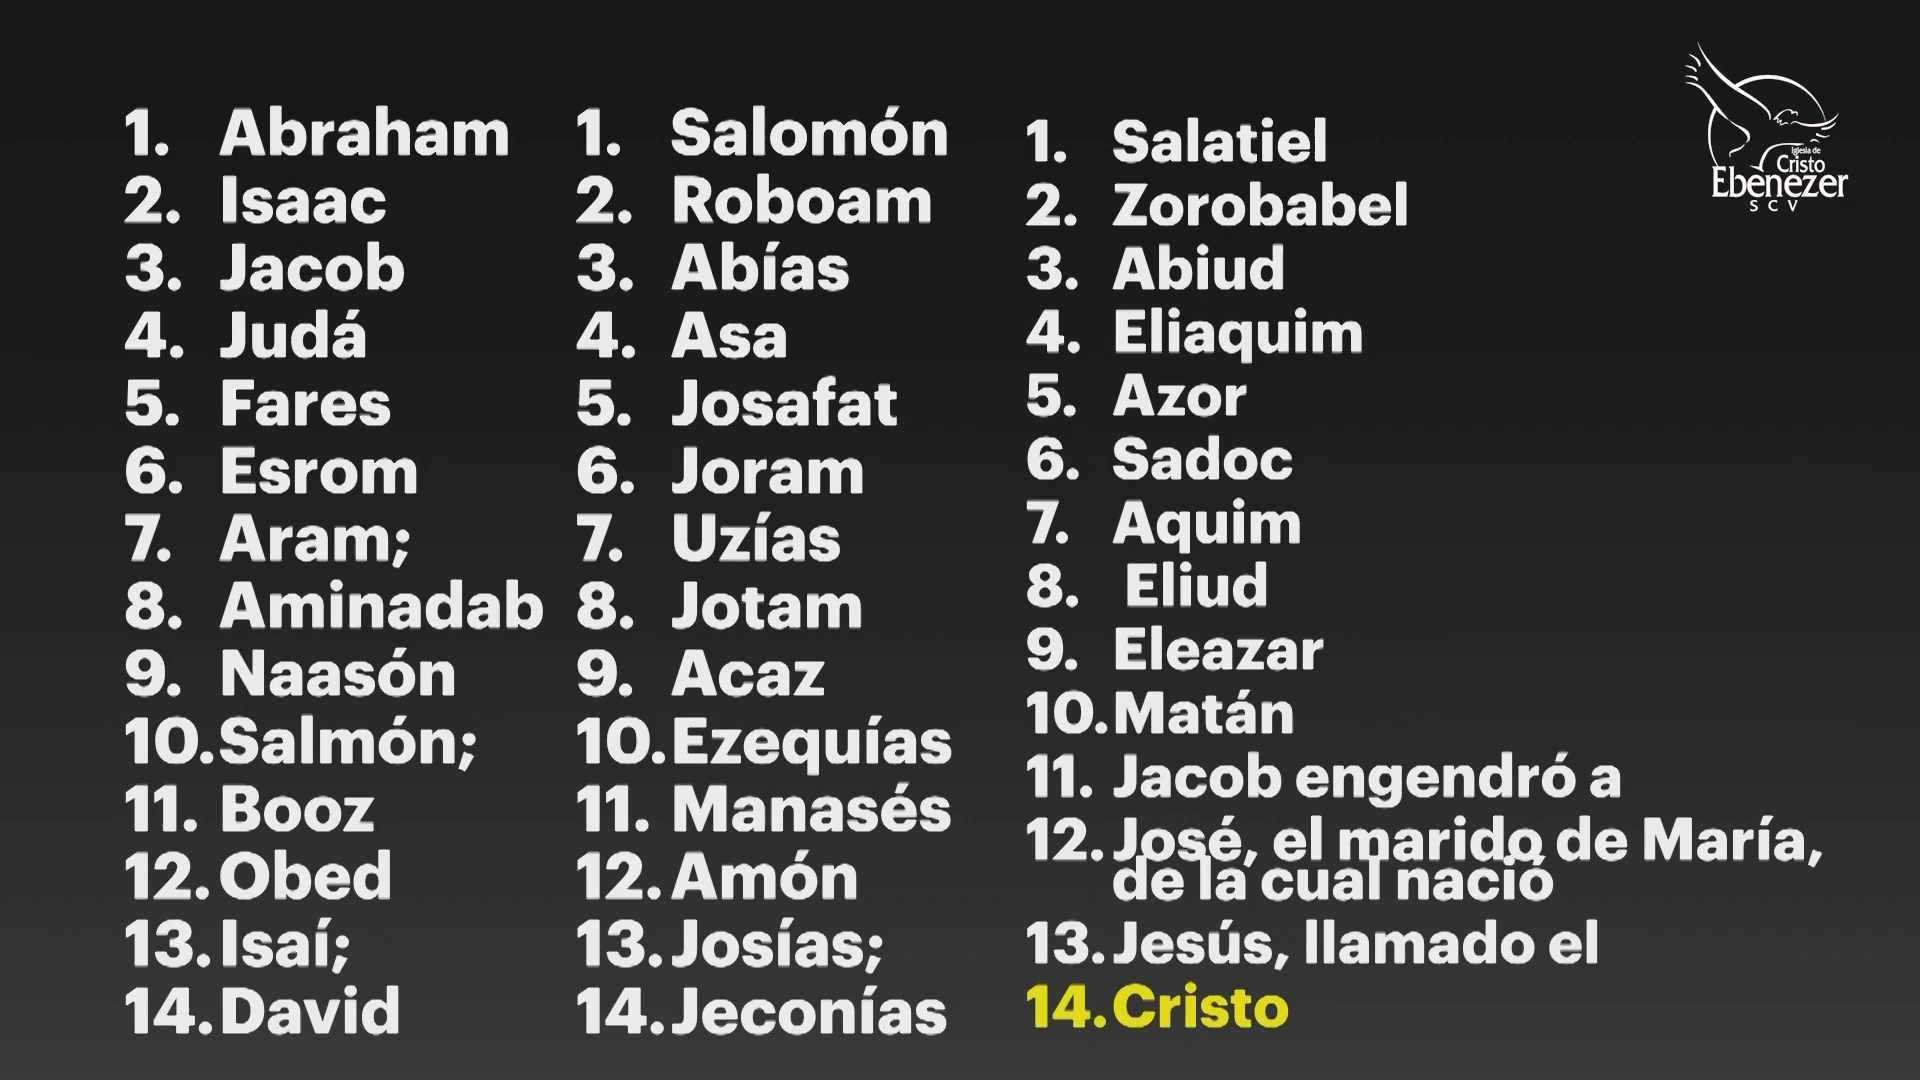 1. Abraham
2. Isaac
3. Jacob
4. Judá
5. Fares
6. Esrom
7. Aram;
8. Aminadab
9. Naasón
10. Salmón;
11. Booz
12. Obed
13. Isaí;
14. David
1. Salomón
2. Roboam
3. Abías
4. Asa
5. Josafat
6. Joram
7. Uzías
8. Jotam
9. Acaz
10. Ezequías
11. Manasés
12. Amón
13. Josías;
14. Jeconías
1. Salatiel
2. Zorobabel
3. Abiud
4. Eliaquim
5. Azor
6. Sadoc
7. Aquim
8. Eliud
9. Eleazar
10. Matán
11. Jacob engendró a
12. José, el marido de María,
de la cual nació
13. Jesús, llamado el
14. Cristo
Iglesia de
Cristo
Ebenezer
SCV